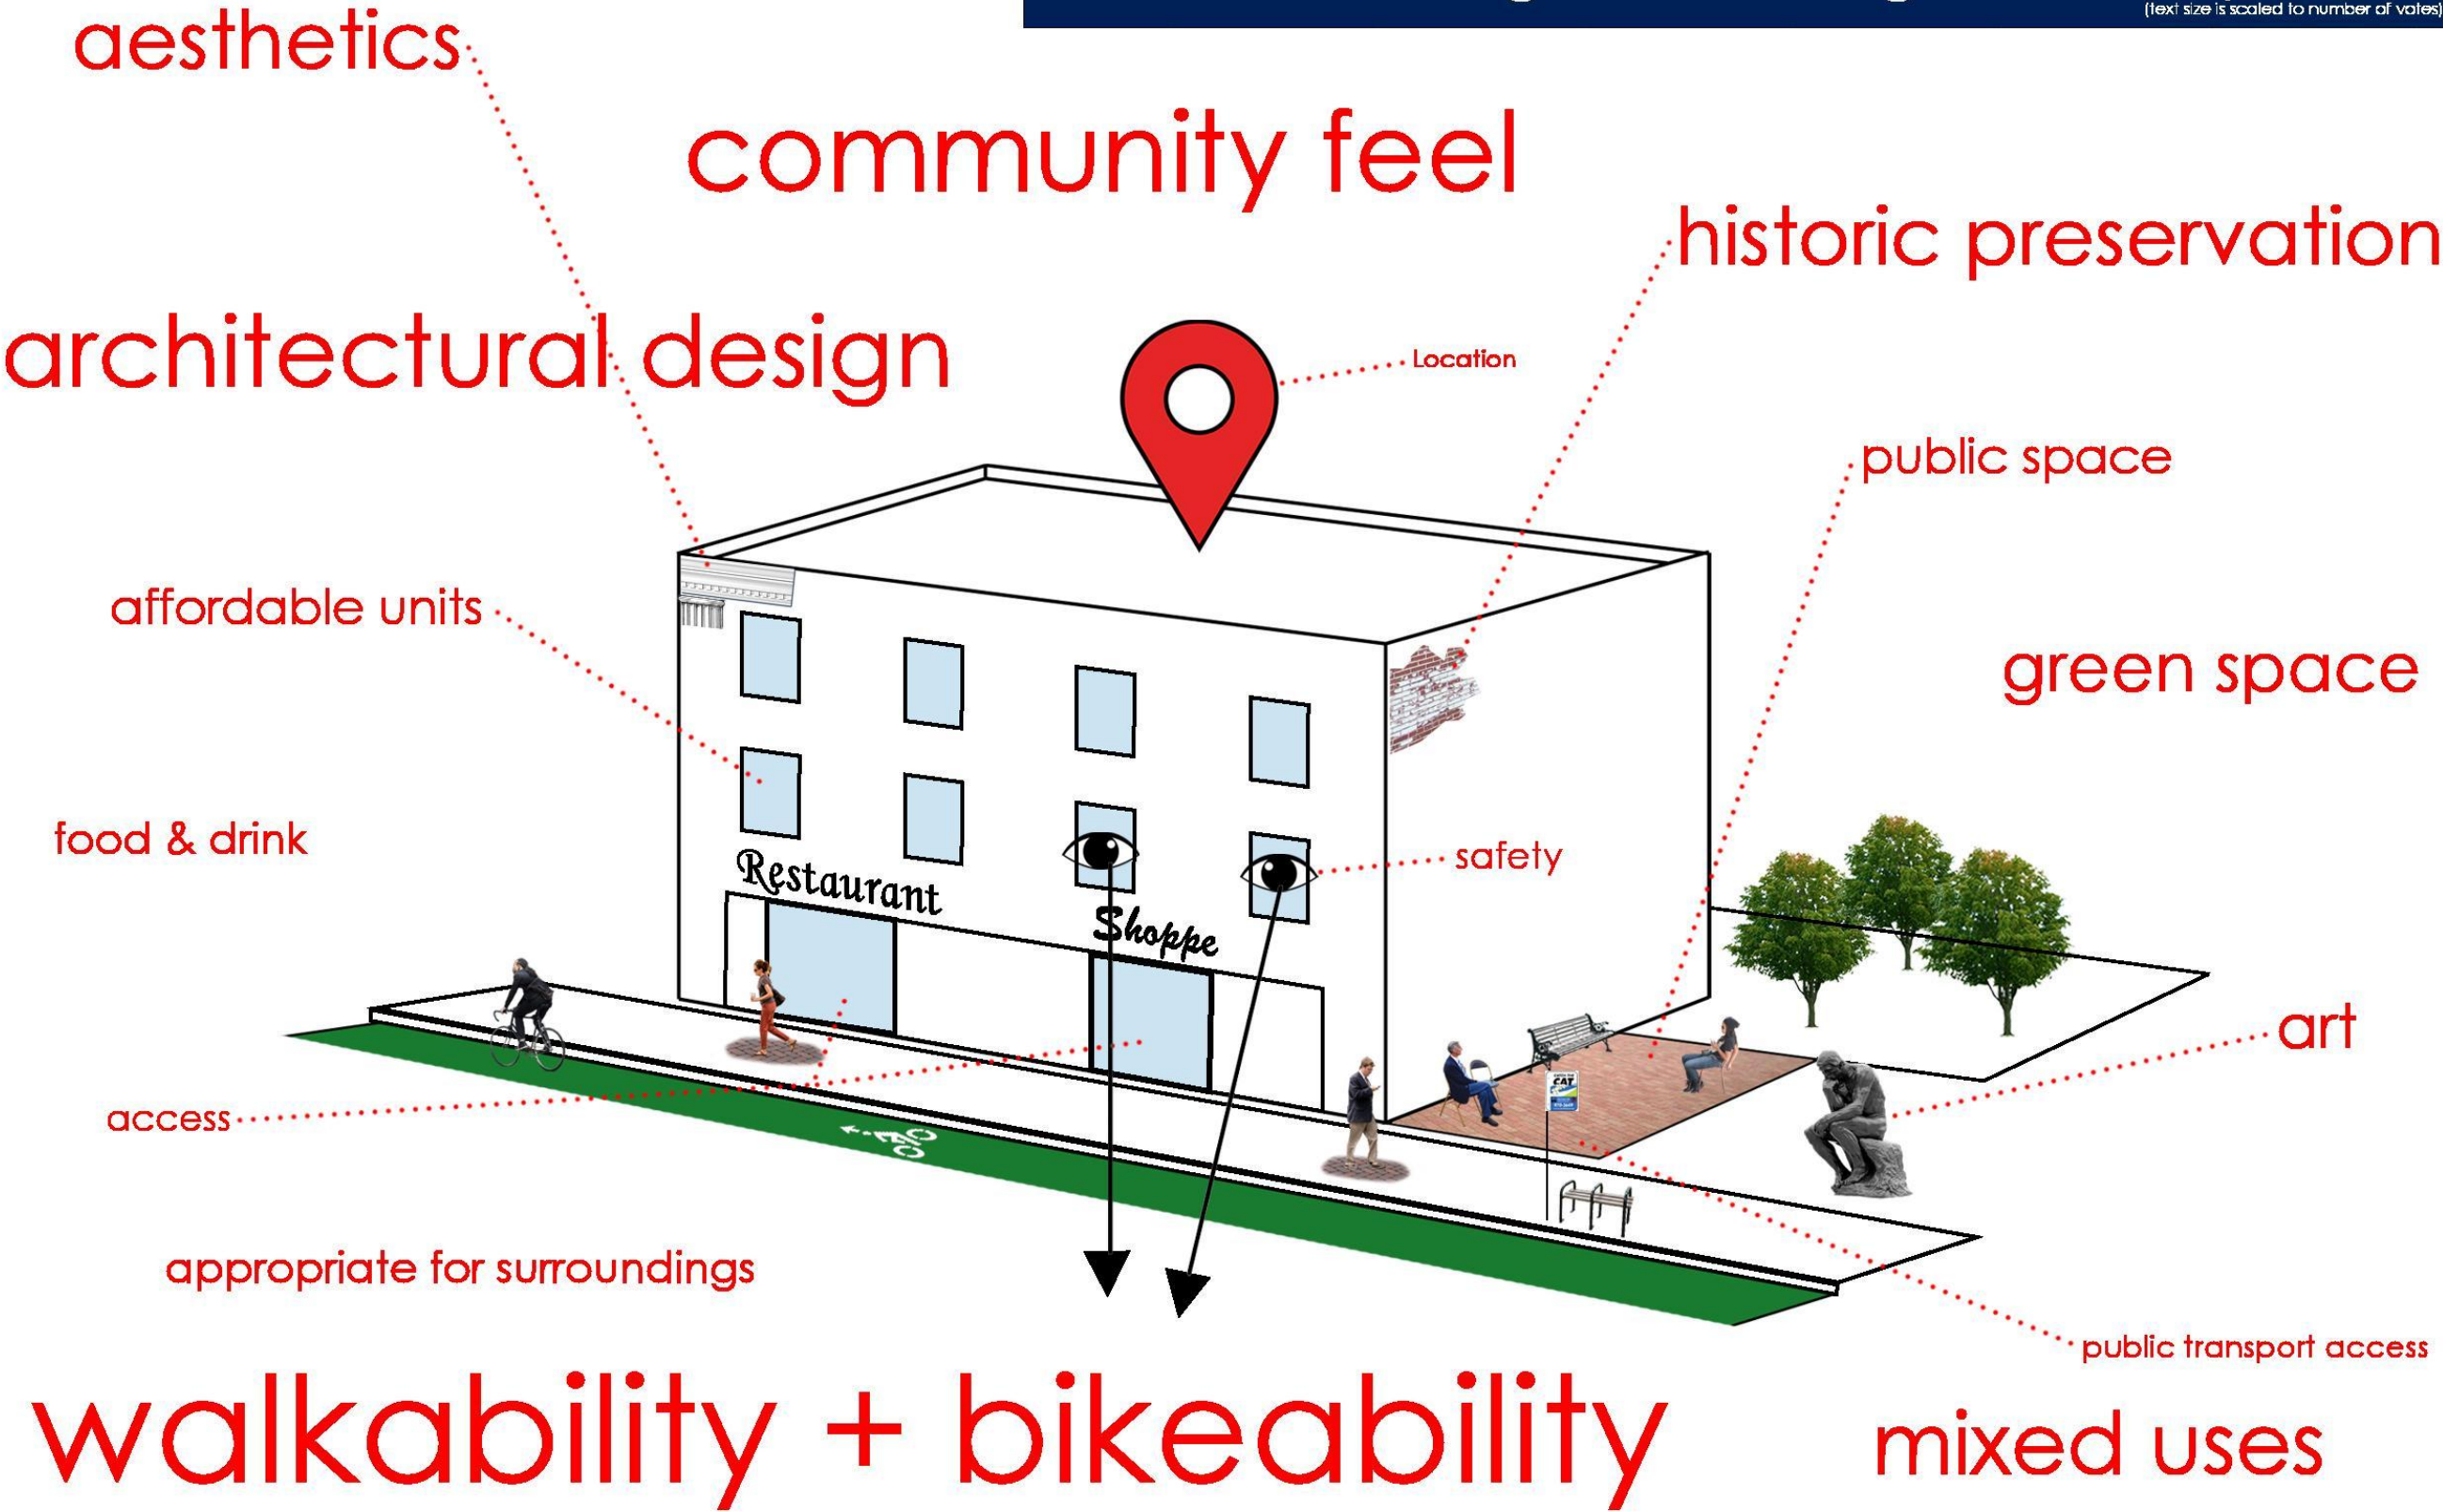 (text size is scaled to number of votes)
aesthetics
community feel
historic preservation
architectural design
Location
public space
affordable units
green space
food & drink
safety
Restaurant
Shoppe
art
CAT
access
appropriate for surroundings
public transport access
walkability + bikeability
mixed uses